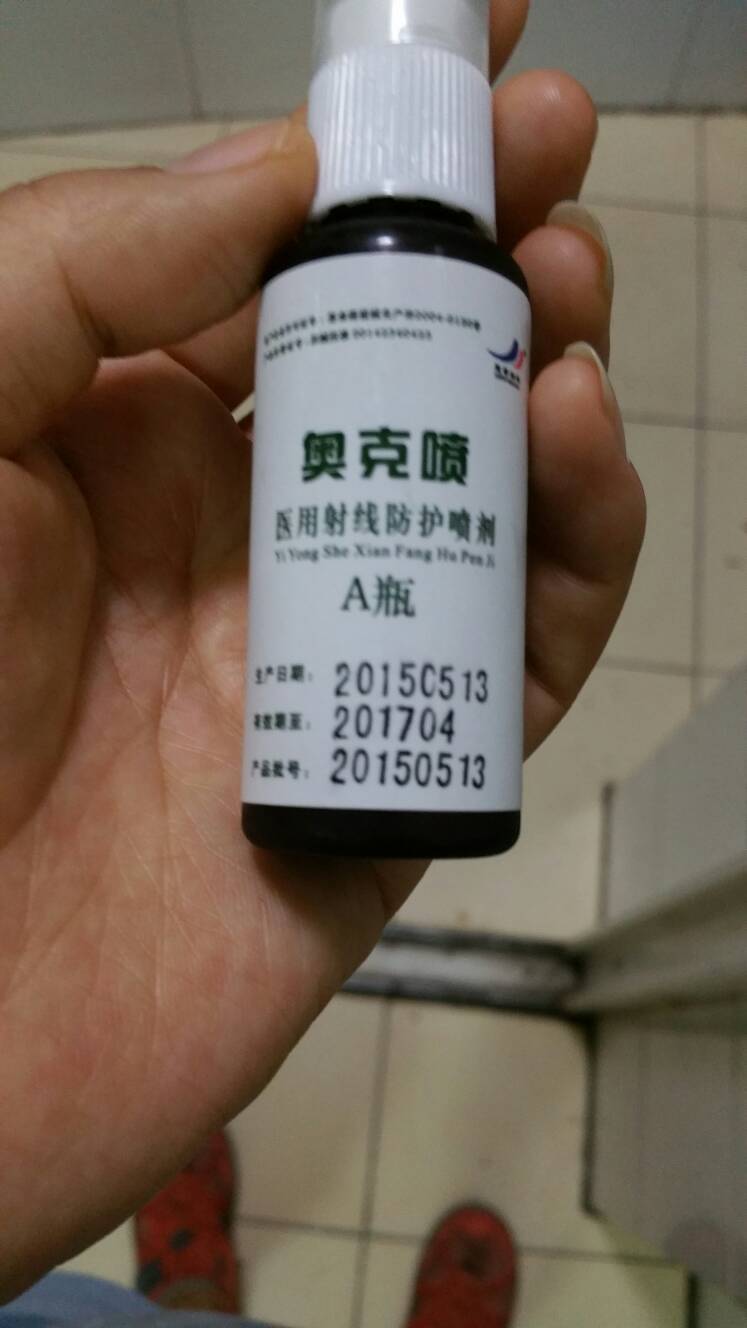 奥克喷
医用射线防护喷剂
Yi Yong She Xian Fang Hu Pen Ji
A瓶
生产日期: 20150513
有效期至: 201704
产品批号: 20150513